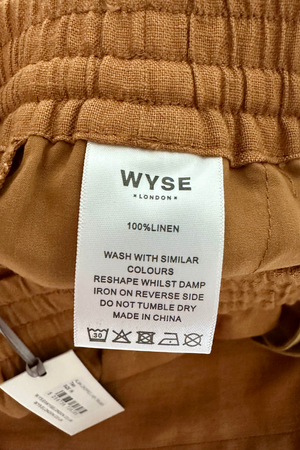 WYSE
LONDON
100%LINEN
WASH WITH SIMILAR
COLOURS
RESHAPE WHILST DAMP
IRON ON REVERSE SIDE
DO NOT TUMBLE DRY
MADE IN CHINA
30